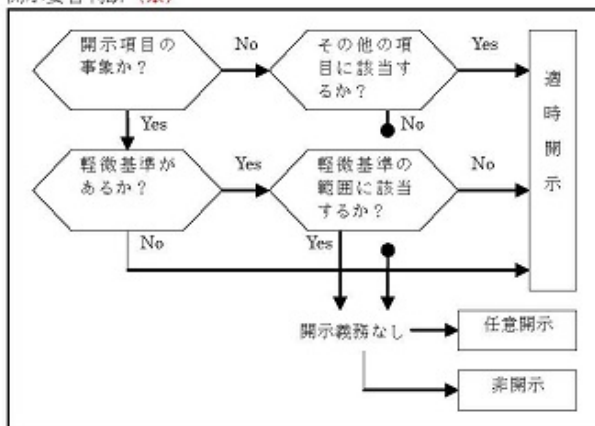 開示項目の
事象か？
No
その他の項
目に該当す
るか？
Yes
適
時
開
示
Yes
No
軽微基準が
あるか？
Yes
軽微基準の
範囲に該当
するか？
No
No
Yes
開示義務なし
任意開示
非開示